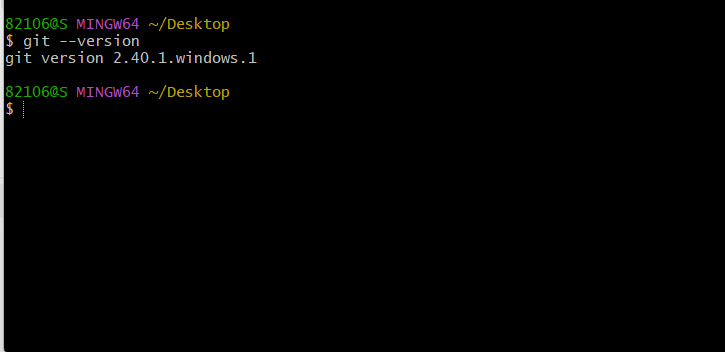 82106@S MINGW64 ~/Desktop
$ git --version
git version 2.40.1.windows.1
82106@S MINGW64 ~/Desktop
$